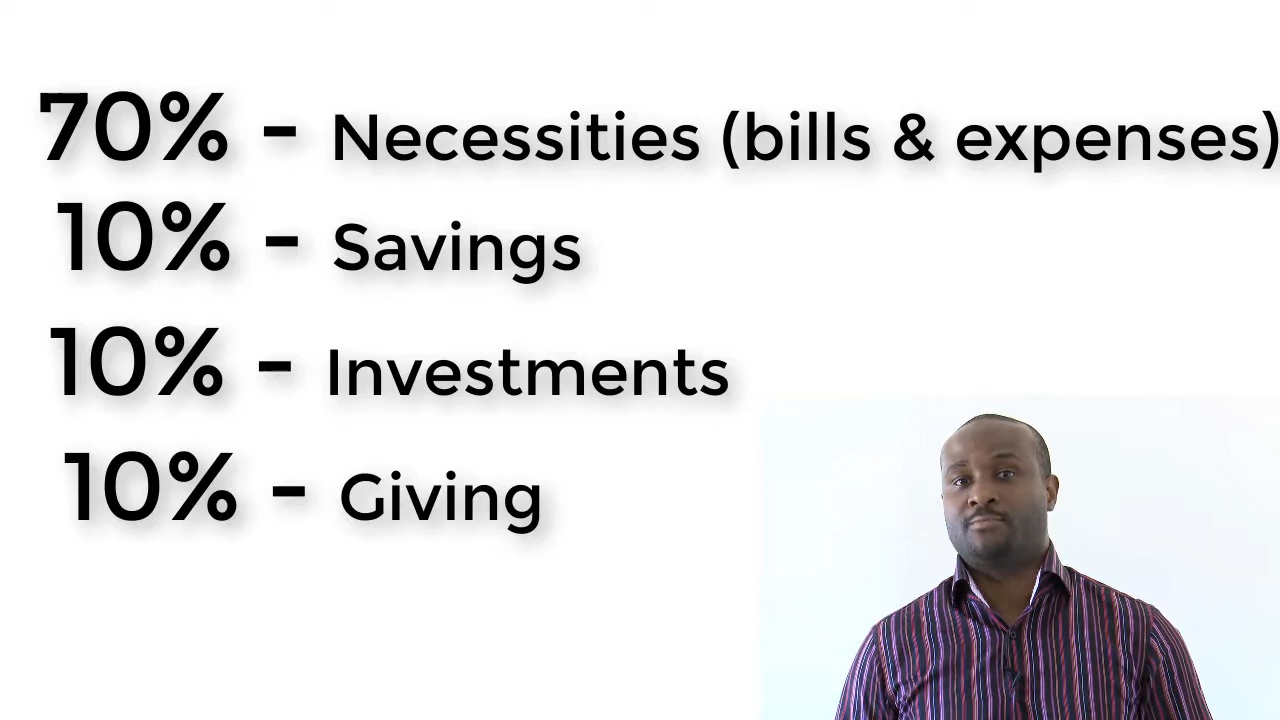 70% - Necessities (bills & expenses)
10% - Savings
10% - Investments
10% - Giving